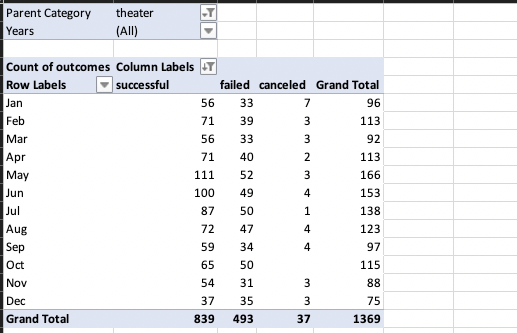 Parent Category theater
Years (All)
Count of outcomes Column Labels
Row Labels successful failed canceled Grand Total
Jan 56 33 7 96
Feb 71 39 3 113
Mar 56 33 3 92
Apr 71 40 2 113
May 111 52 3 166
Jun 100 49 4 153
Jul 87 50 1 138
Aug 72 47 4 123
Sep 59 34 4 97
Oct 65 50 115
Nov 54 31 3 88
Dec 37 35 3 75
Grand Total 839 493 37 1369